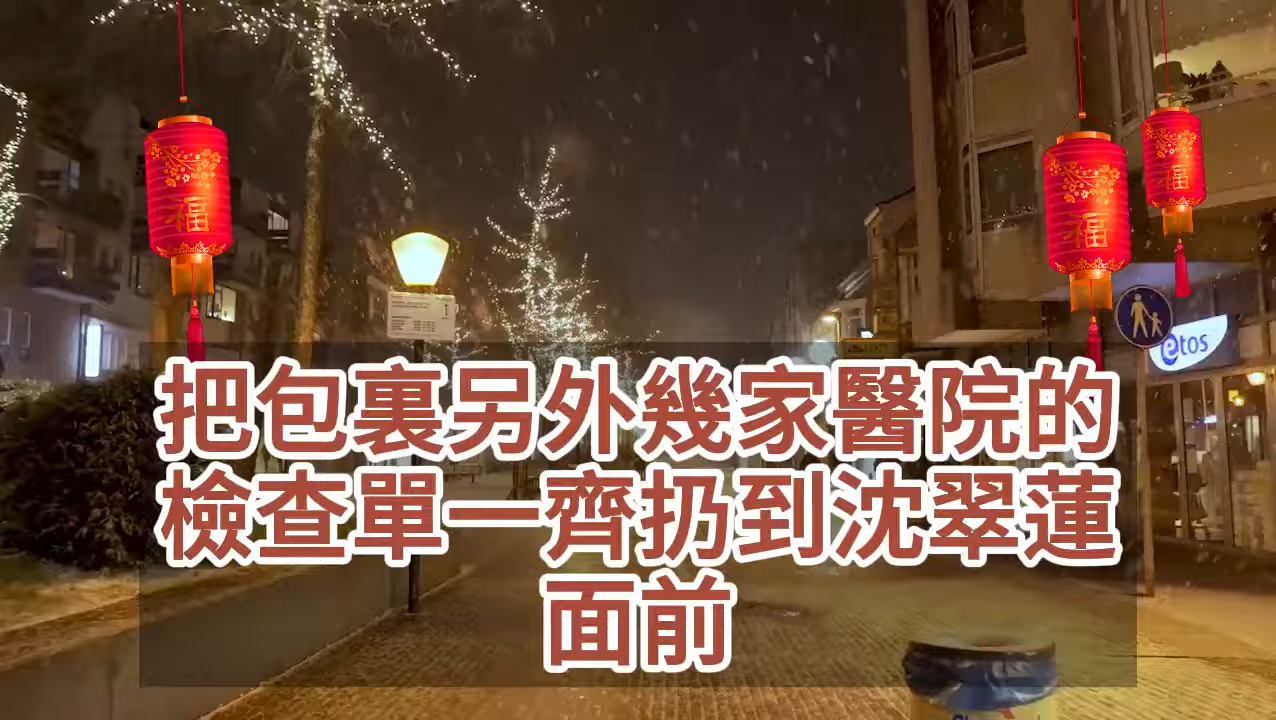 福
福
福
etos
把包裏另外幾家醫院的
檢查單一齊扔到沈翠蓮
面前